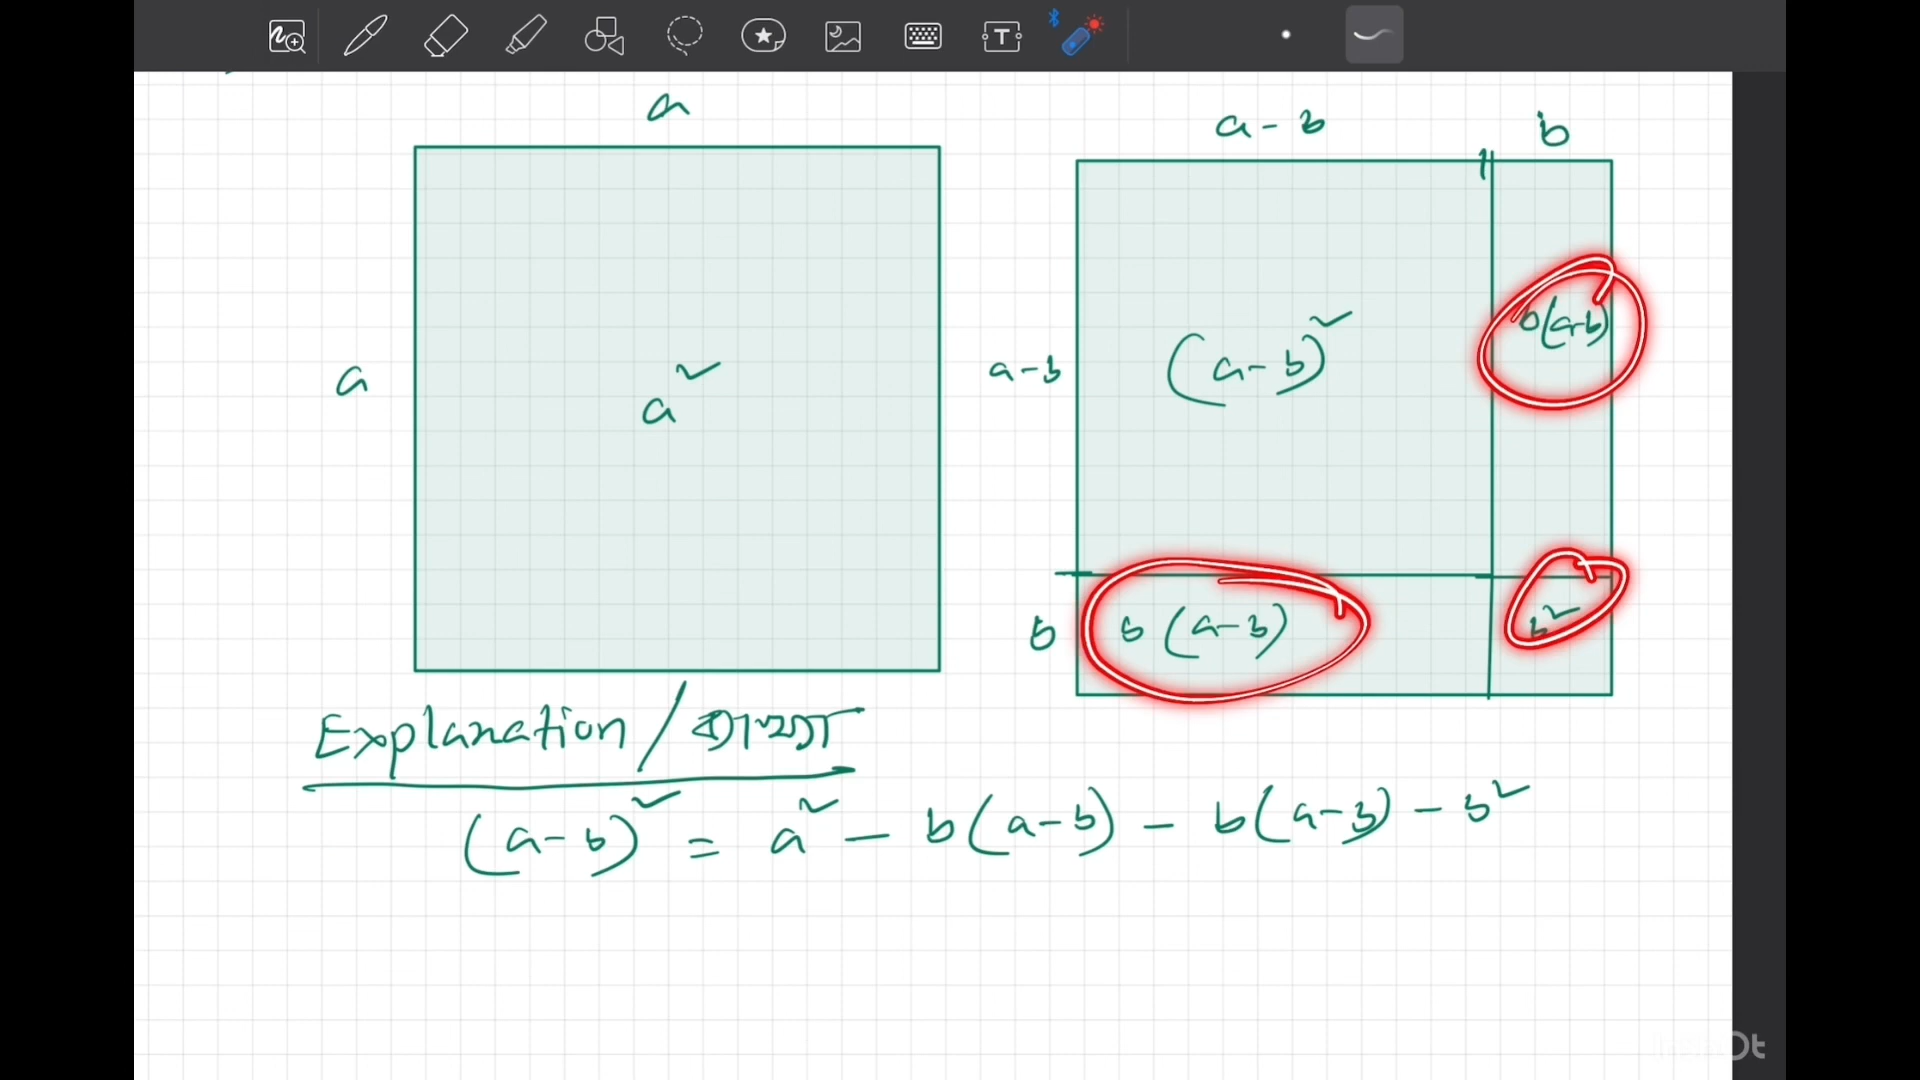 a
a
a²
a - b
b
a - b
(a - b)²
b(a-b)
b
b (a - b)
b²
Explanation / ব্যাখ্যা
(a - b)² = a² - b(a - b) - b(a - b) - b²